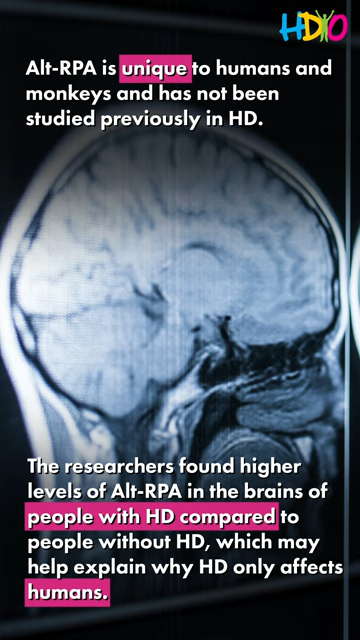 HDYO
Alt-RPA is unique to humans and
monkeys and has not been
studied previously in HD.
The researchers found higher
levels of Alt-RPA in the brains of
people with HD compared to
people without HD, which may
help explain why HD only affects
humans.